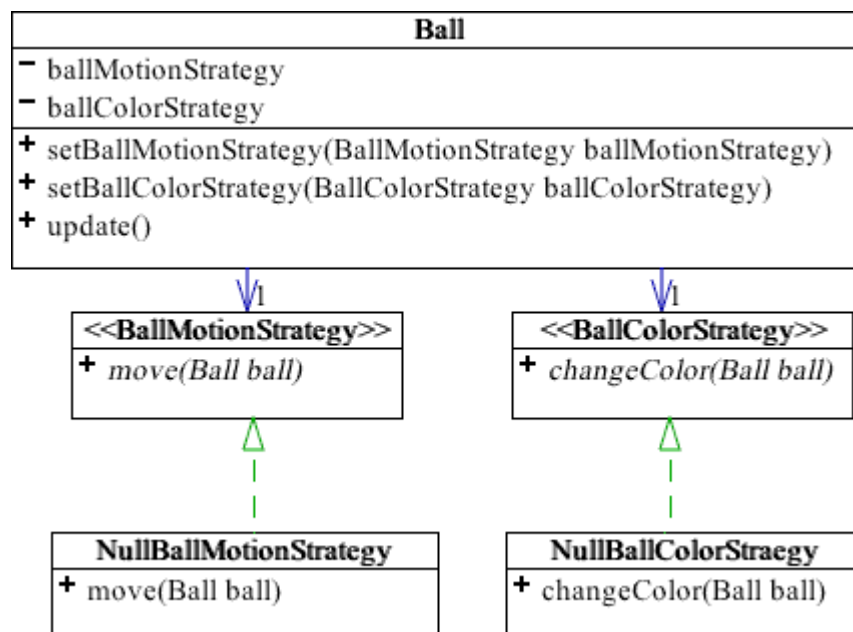 Ball
- ballMotionStrategy
- ballColorStrategy
+ setBallMotionStrategy(BallMotionStrategy ballMotionStrategy)
+ setBallColorStrategy(BallColorStrategy ballColorStrategy)
+ update()
1
1
<<BallMotionStrategy>>
+ move(Ball ball)
<<BallColorStrategy>>
+ changeColor(Ball ball)
NullBallMotionStrategy
+ move(Ball ball)
NullBallColorStraegy
+ changeColor(Ball ball)